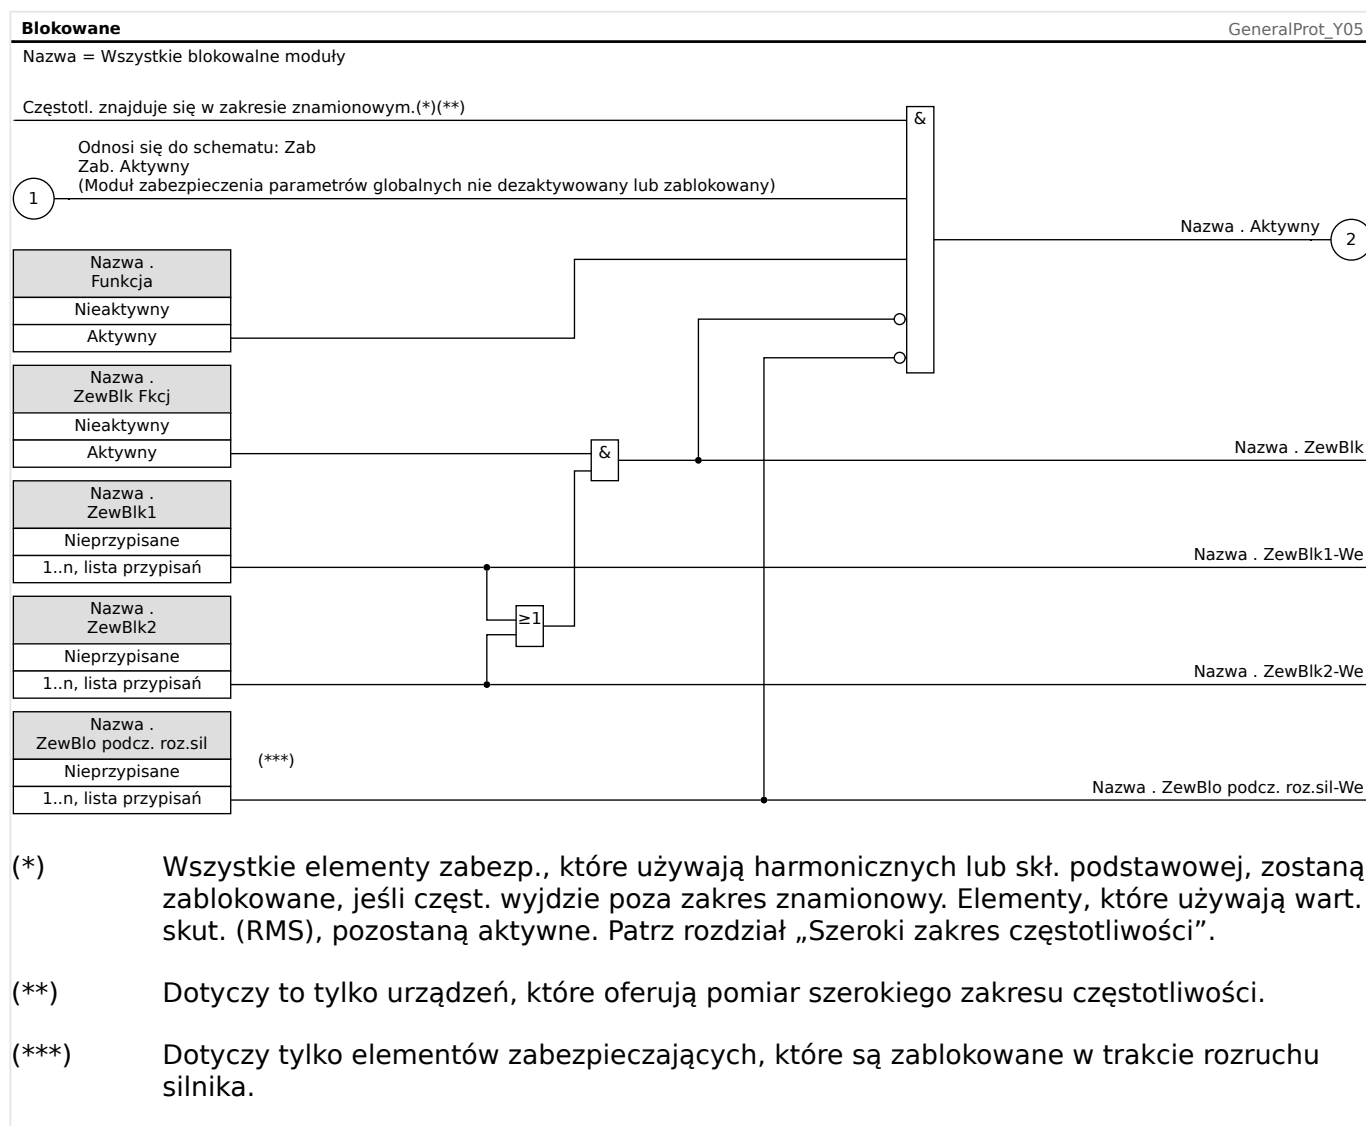 Blokowane
GeneralProt_Y05
Nazwa = Wszystkie blokowalne moduły
Częstotl. znajduje się w zakresie znamionowym.(*)(**)
&
Odnosi się do schematu: Zab
Zab. Aktywny
(Moduł zabezpieczenia parametrów globalnych nie dezaktywowany lub zablokowany)
1
Nazwa . Aktywny
2
Nazwa .
Funkcja
Nieaktywny
Aktywny
Nazwa .
ZewBlk Fkcj
Nieaktywny
Aktywny
&
Nazwa . ZewBlk
Nazwa .
ZewBlk1
Nieprzypisane
1..n, lista przypisań
Nazwa . ZewBlk1-We
≥1
Nazwa .
ZewBlk2
Nieprzypisane
1..n, lista przypisań
Nazwa . ZewBlk2-We
Nazwa .
ZewBlo podcz. roz.sil
Nieprzypisane
1..n, lista przypisań
(***)
Nazwa . ZewBlo podcz. roz.sil-We
(*) Wszystkie elementy zabezp., które używają harmonicznych lub skł. podstawowej, zostaną
zablokowane, jeśli częst. wyjdzie poza zakres znamionowy. Elementy, które używają wart.
skut. (RMS), pozostaną aktywne. Patrz rozdział „Szeroki zakres częstotliwości”.
(**) Dotyczy to tylko urządzeń, które oferują pomiar szerokiego zakresu częstotliwości.
(***) Dotyczy tylko elementów zabezpieczających, które są zablokowane w trakcie rozruchu
silnika.